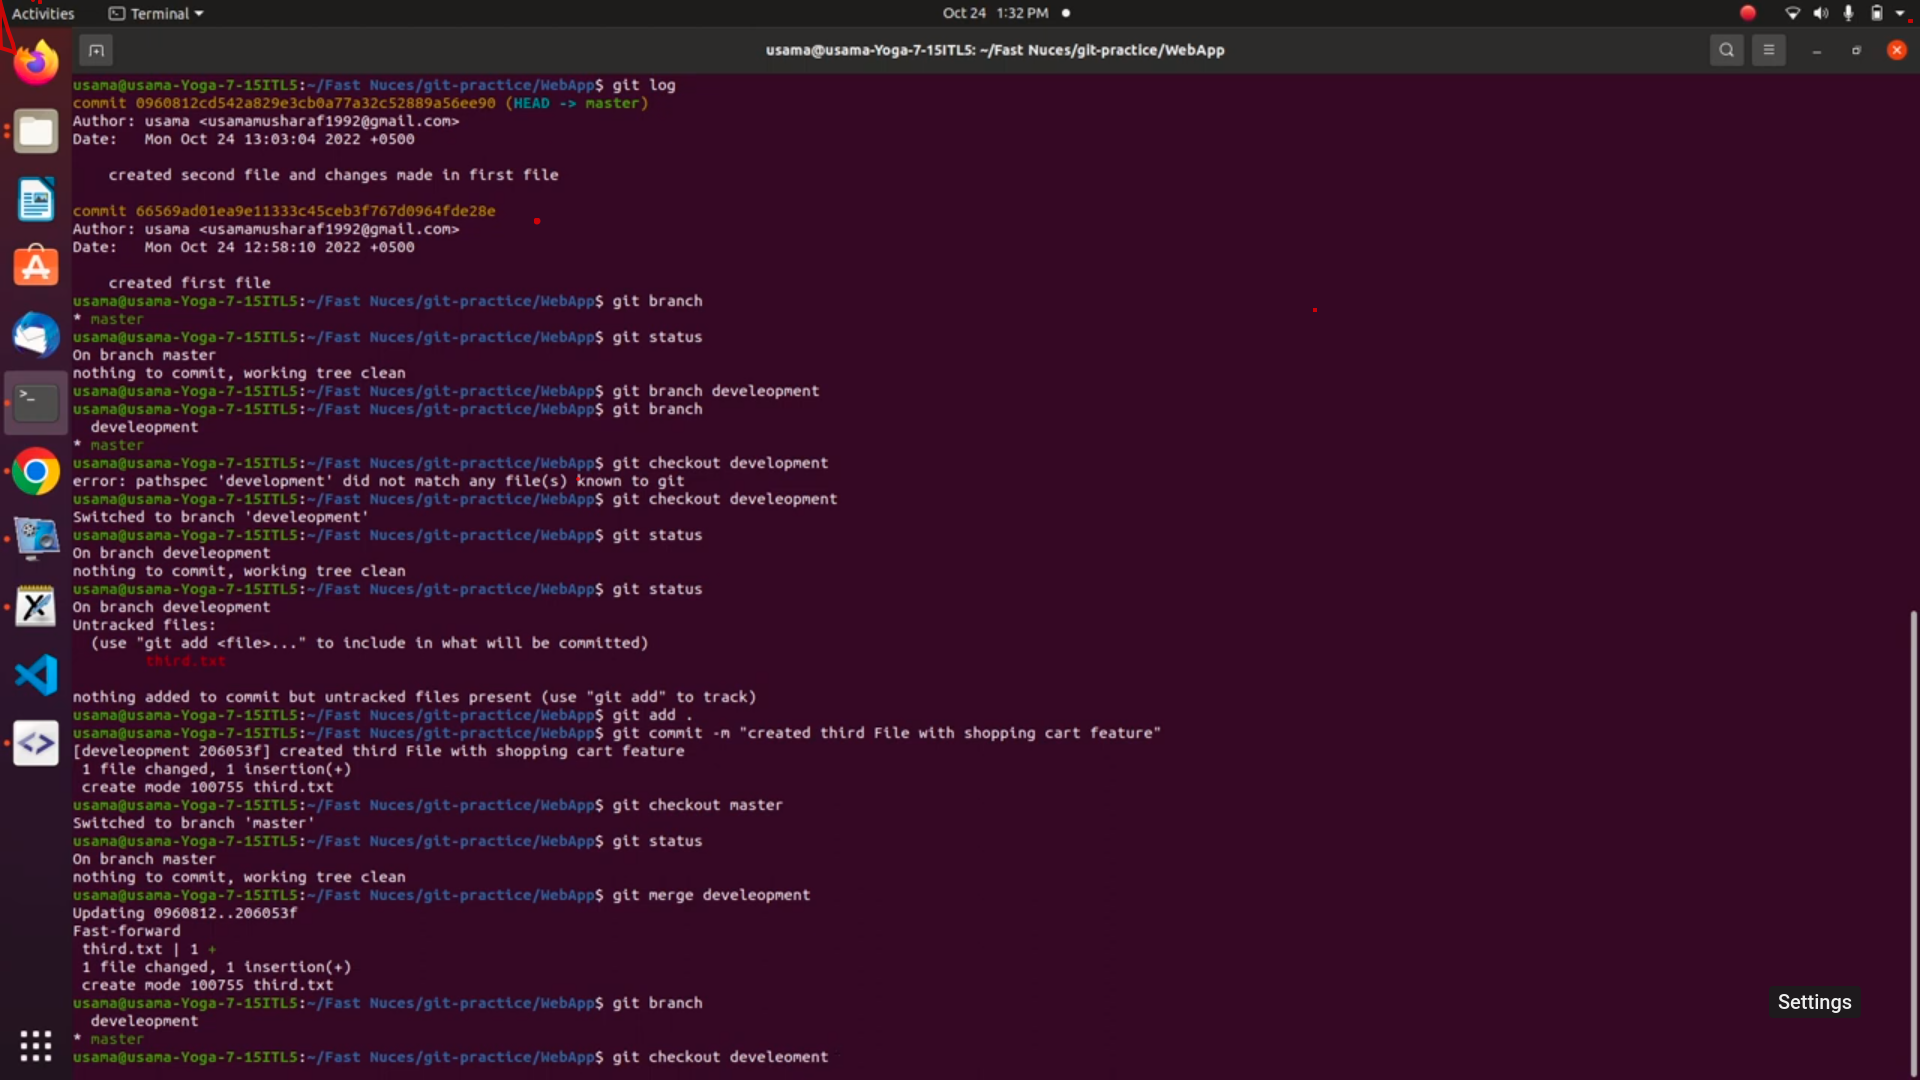 Activities
Terminal
Oct 24 1:32 PM
usama@usama-Yoga-7-15ITL5: ~/Fast Nuces/git-practice/WebApp
usama@usama-Yoga-7-15ITL5:~/Fast Nuces/git-practice/WebApp$ git log
commit 0960812cd542a829e3cb0a77a32c52889a56ee90 (HEAD -> master)
Author: usama <usamamusharaf1992@gmail.com>
Date:   Mon Oct 24 13:03:04 2022 +0500
created second file and changes made in first file
commit 66569ad01ea9e11333c45ceb3f767d0964fde28e
Author: usama <usamamusharaf1992@gmail.com>
Date:   Mon Oct 24 12:58:10 2022 +0500
created first file
usama@usama-Yoga-7-15ITL5:~/Fast Nuces/git-practice/WebApp$ git branch
* master
usama@usama-Yoga-7-15ITL5:~/Fast Nuces/git-practice/WebApp$ git status
On branch master
nothing to commit, working tree clean
usama@usama-Yoga-7-15ITL5:~/Fast Nuces/git-practice/WebApp$ git branch develeopment
usama@usama-Yoga-7-15ITL5:~/Fast Nuces/git-practice/WebApp$ git branch
develeopment
* master
usama@usama-Yoga-7-15ITL5:~/Fast Nuces/git-practice/WebApp$ git checkout development
error: pathspec 'development' did not match any file(s) known to git
usama@usama-Yoga-7-15ITL5:~/Fast Nuces/git-practice/WebApp$ git checkout develeopment
Switched to branch 'develeopment'
usama@usama-Yoga-7-15ITL5:~/Fast Nuces/git-practice/WebApp$ git status
On branch develeopment
nothing to commit, working tree clean
usama@usama-Yoga-7-15ITL5:~/Fast Nuces/git-practice/WebApp$ git status
On branch develeopment
Untracked files:
(use "git add <file>..." to include in what will be committed)
third.txt
nothing added to commit but untracked files present (use "git add" to track)
usama@usama-Yoga-7-15ITL5:~/Fast Nuces/git-practice/WebApp$ git add .
usama@usama-Yoga-7-15ITL5:~/Fast Nuces/git-practice/WebApp$ git commit -m "created third File with shopping cart feature"
[develeopment 206053f] created third File with shopping cart feature
1 file changed, 1 insertion(+)
create mode 100755 third.txt
usama@usama-Yoga-7-15ITL5:~/Fast Nuces/git-practice/WebApp$ git checkout master
Switched to branch 'master'
usama@usama-Yoga-7-15ITL5:~/Fast Nuces/git-practice/WebApp$ git status
On branch master
nothing to commit, working tree clean
usama@usama-Yoga-7-15ITL5:~/Fast Nuces/git-practice/WebApp$ git merge develeopment
Updating 0960812..206053f
Fast-forward
third.txt | 1 +
1 file changed, 1 insertion(+)
create mode 100755 third.txt
usama@usama-Yoga-7-15ITL5:~/Fast Nuces/git-practice/WebApp$ git branch
develeopment
* master
usama@usama-Yoga-7-15ITL5:~/Fast Nuces/git-practice/WebApp$ git checkout develeoment
Settings